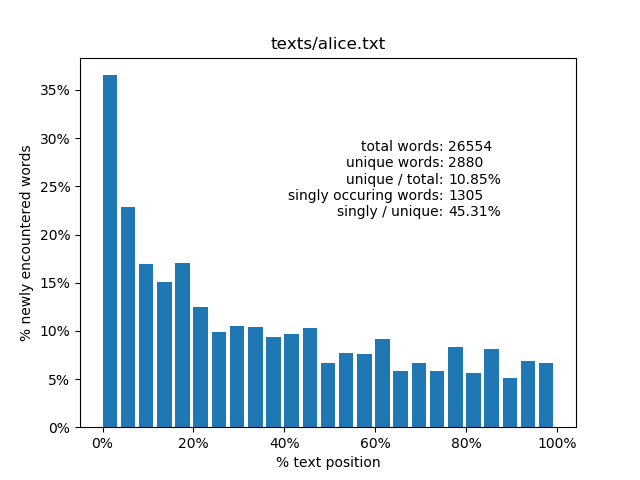 texts/alice.txt
% newly encountered words
35%
30%
25%
20%
15%
10%
5%
0%
total words: 26554
unique words: 2880
unique / total: 10.85%
singly occuring words: 1305
singly / unique: 45.31%
0%
20%
40%
60%
80%
100%
% text position